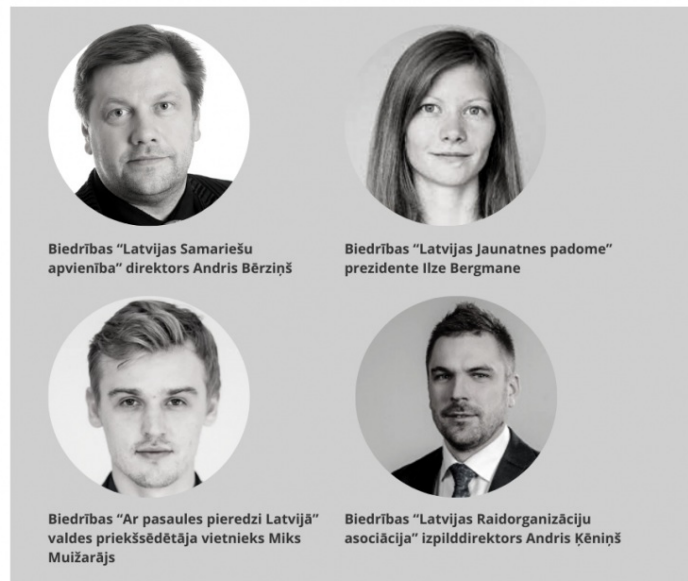 Biedrības “Latvijas Samariešu
apvienība” direktors Andris Bērziņš
Biedrības “Latvijas Jaunatnes padome”
prezidente Ilze Bergmane
Biedrības “Ar pasaules pieredzi Latvijā”
valdes priekšsēdētāja vietnieks Miks
Muižarājs
Biedrības “Latvijas Raidorganizāciju
asociācija” izpilddirektors Andris Ķēniņš